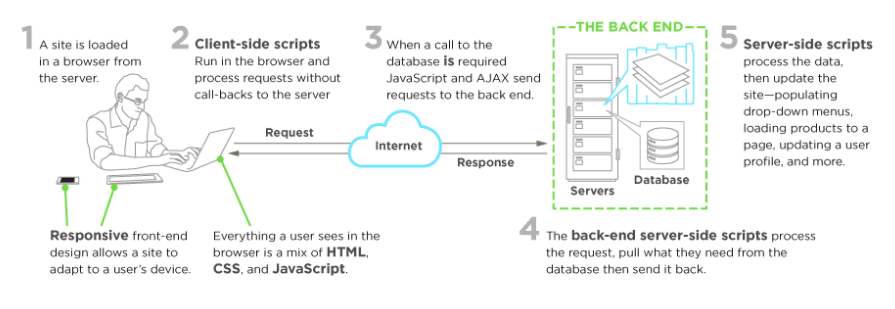 1 A site is loaded
in a browser from
the server.
2 Client-side scripts
Run in the browser and
process requests without
call-backs to the server
3 When a call to the
database is required
JavaScript and AJAX send
requests to the back end.
THE BACK END
5 Server-side scripts
process the data,
then update the
site—populating
drop-down menus,
loading products to a
page, updating a user
profile, and more.
Request
Internet
Response
Servers
Database
Responsive front-end
design allows a site to
adapt to a user's device.
Everything a user sees in the
browser is a mix of HTML,
CSS, and JavaScript.
4 The back-end server-side scripts process
the request, pull what they need from the
database then send it back.